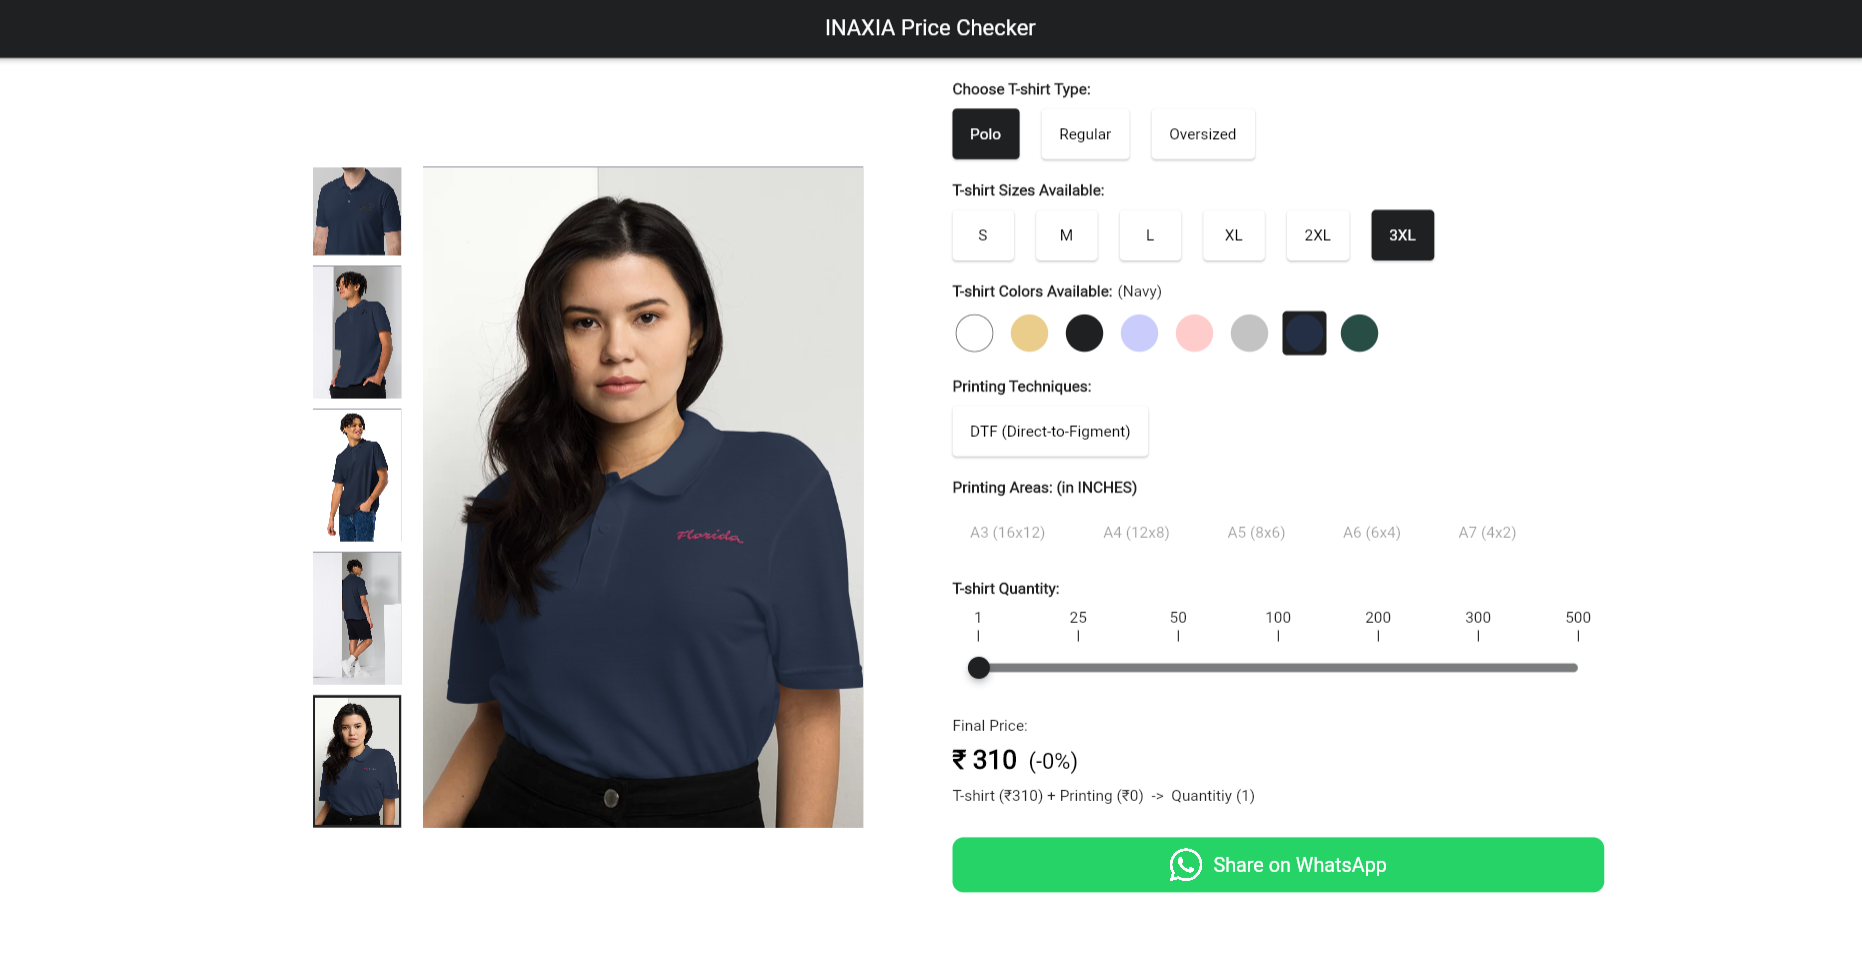 INAXIA Price Checker
Choose T-shirt Type:
Polo Regular Oversized
T-shirt Sizes Available:
S M L XL 2XL 3XL
T-shirt Colors Available: (Navy)
Printing Techniques:
DTF (Direct-to-Figment)
Printing Areas: (in INCHES)
A3 (16x12) A4 (12x8) A5 (8x6) A6 (6x4) A7 (4x2)
T-shirt Quantity:
1 25 50 100 200 300 500
Final Price:
₹ 310 (-0%)
T-shirt (₹310) + Printing (₹0) -> Quantitiy (1)
Share on WhatsApp
Florida